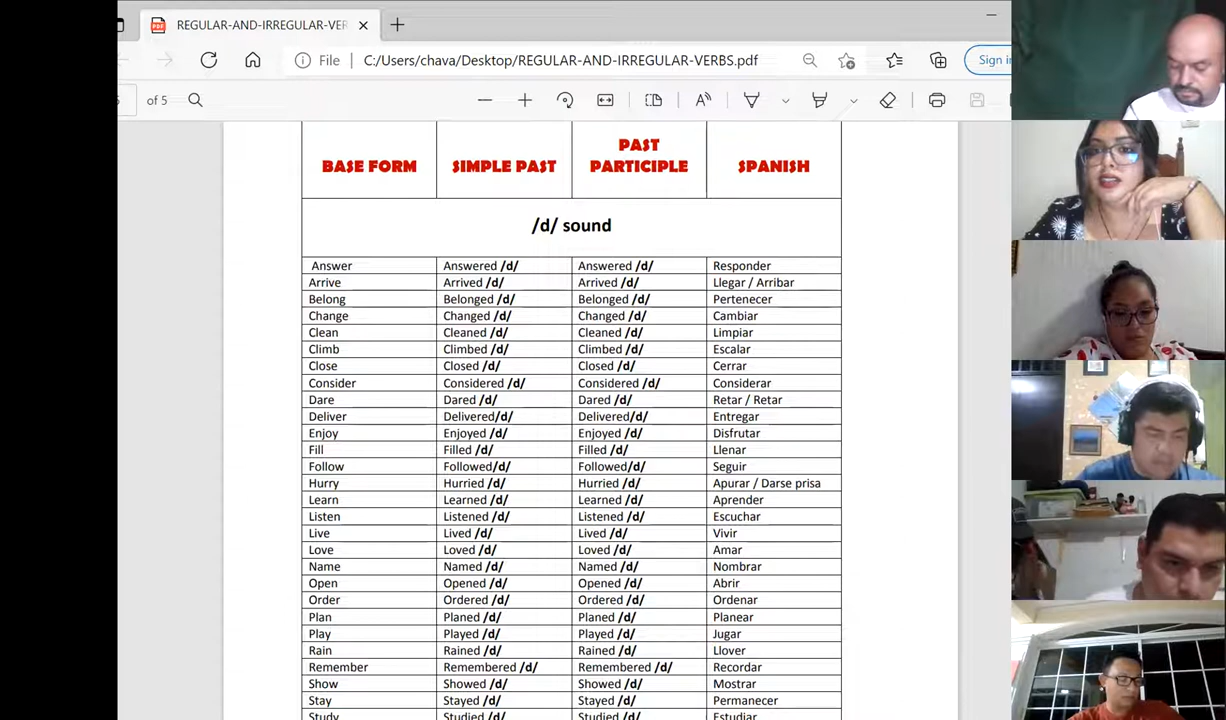 REGULAR-AND-IRREGULAR-VER
File C:/Users/chava/Desktop/REGULAR-AND-IRREGULAR-VERBS.pdf Sign in
of 5
BASE FORM SIMPLE PAST PAST PARTICIPLE SPANISH
/d/ sound
Answer Answered /d/ Answered /d/ Responder
Arrive Arrived /d/ Arrived /d/ Llegar / Arribar
Belong Belonged /d/ Belonged /d/ Pertenecer
Change Changed /d/ Changed /d/ Cambiar
Clean Cleaned /d/ Cleaned /d/ Limpiar
Climb Climbed /d/ Climbed /d/ Escalar
Close Closed /d/ Closed /d/ Cerrar
Consider Considered /d/ Considered /d/ Considerar
Dare Dared /d/ Dared /d/ Retar / Retar
Deliver Delivered/d/ Delivered/d/ Entregar
Enjoy Enjoyed /d/ Enjoyed /d/ Disfrutar
Fill Filled /d/ Filled /d/ Llenar
Follow Followed/d/ Followed/d/ Seguir
Hurry Hurried /d/ Hurried /d/ Apurar / Darse prisa
Learn Learned /d/ Learned /d/ Aprender
Listen Listened /d/ Listened /d/ Escuchar
Live Lived /d/ Lived /d/ Vivir
Love Loved /d/ Loved /d/ Amar
Name Named /d/ Named /d/ Nombrar
Open Opened /d/ Opened /d/ Abrir
Order Ordered /d/ Ordered /d/ Ordenar
Plan Planed /d/ Planed /d/ Planear
Play Played /d/ Played /d/ Jugar
Rain Rained /d/ Rained /d/ Llover
Remember Remembered /d/ Remembered /d/ Recordar
Show Showed /d/ Showed /d/ Mostrar
Stay Stayed /d/ Stayed /d/ Permanecer
Study Studied /d/ Studied /d/ Estudiar